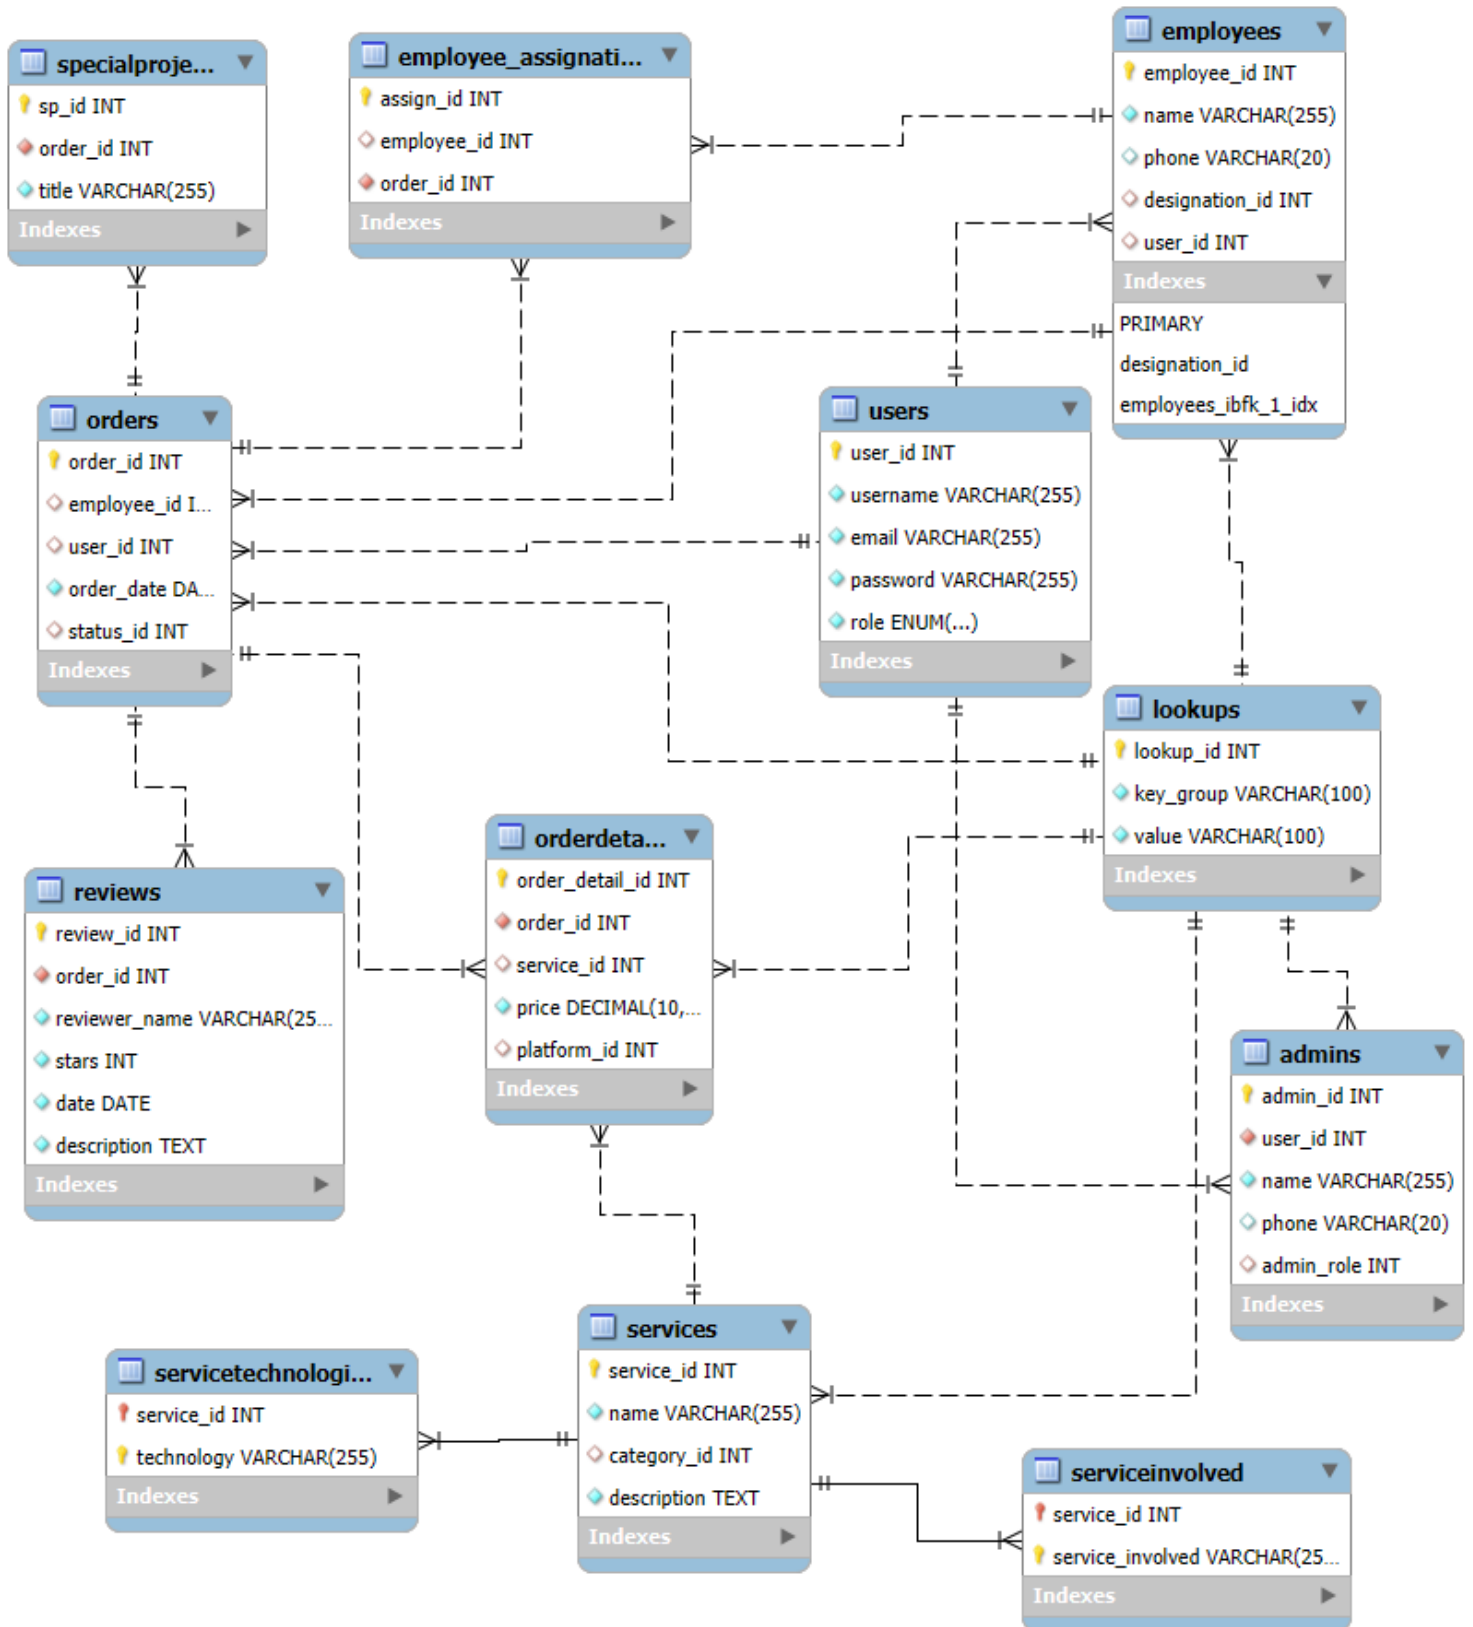 specialproje...
sp_id INT
order_id INT
title VARCHAR(255)
Indexes
employee_assignati...
assign_id INT
employee_id INT
order_id INT
Indexes
employees
employee_id INT
name VARCHAR(255)
phone VARCHAR(20)
designation_id INT
user_id INT
Indexes
PRIMARY
designation_id
employees_ibfk_1_idx
orders
order_id INT
employee_id I...
user_id INT
order_date DA...
status_id INT
Indexes
users
user_id INT
username VARCHAR(255)
email VARCHAR(255)
password VARCHAR(255)
role ENUM(...)
Indexes
lookups
lookup_id INT
key_group VARCHAR(100)
value VARCHAR(100)
Indexes
reviews
review_id INT
order_id INT
reviewer_name VARCHAR(25...
stars INT
date DATE
description TEXT
Indexes
orderdeta...
order_detail_id INT
order_id INT
service_id INT
price DECIMAL(10,...
platform_id INT
Indexes
admins
admin_id INT
user_id INT
name VARCHAR(255)
phone VARCHAR(20)
admin_role INT
Indexes
servicetechnologi...
service_id INT
technology VARCHAR(255)
Indexes
services
service_id INT
name VARCHAR(255)
category_id INT
description TEXT
Indexes
serviceinvolved
service_id INT
service_involved VARCHAR(25...
Indexes